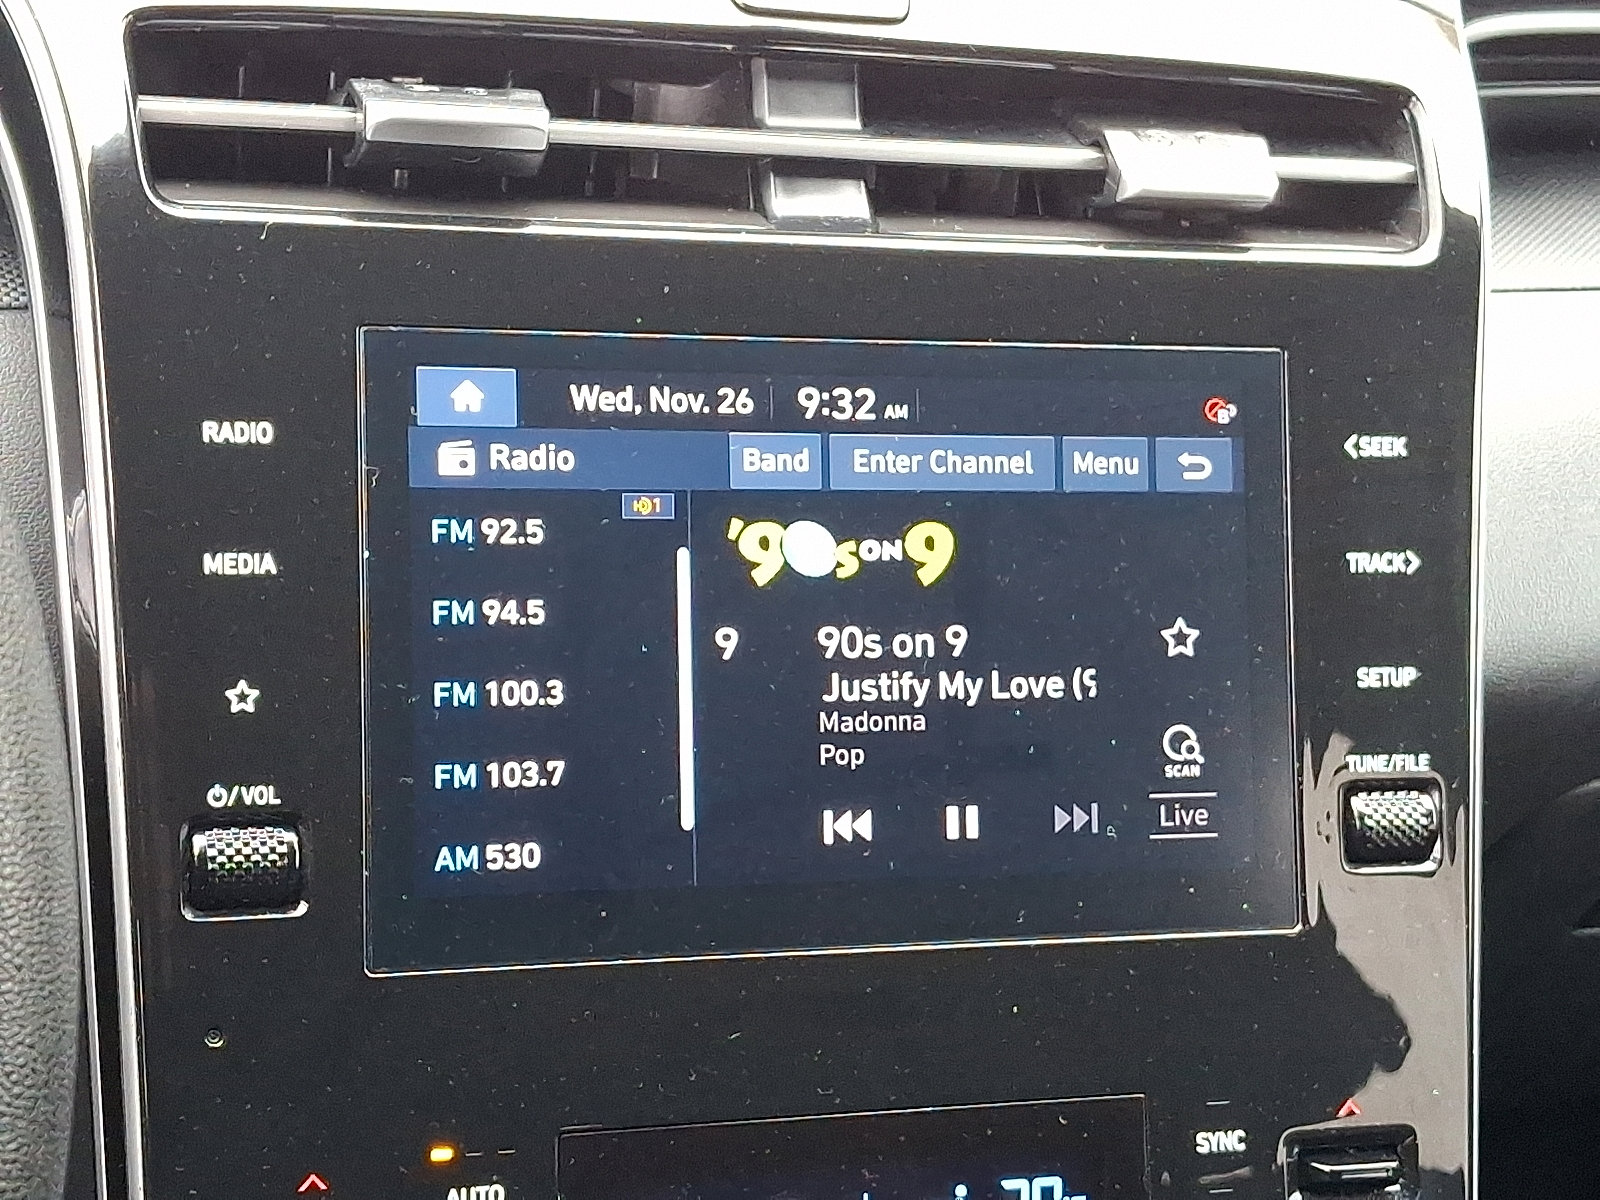 Wed, Nov. 26 9:32 AM
Radio Band Enter Channel Menu
HD1
FM 92.5
FM 94.5
FM 100.3
FM 103.7
AM 530
'90s ON 9
9 90s on 9
Justify My Love (9
Madonna
Pop
SCAN
Live
RADIO
MEDIA
/VOL
<SEEK
TRACK>
SETUP
TUNE/FILE
SYNC
AUTO